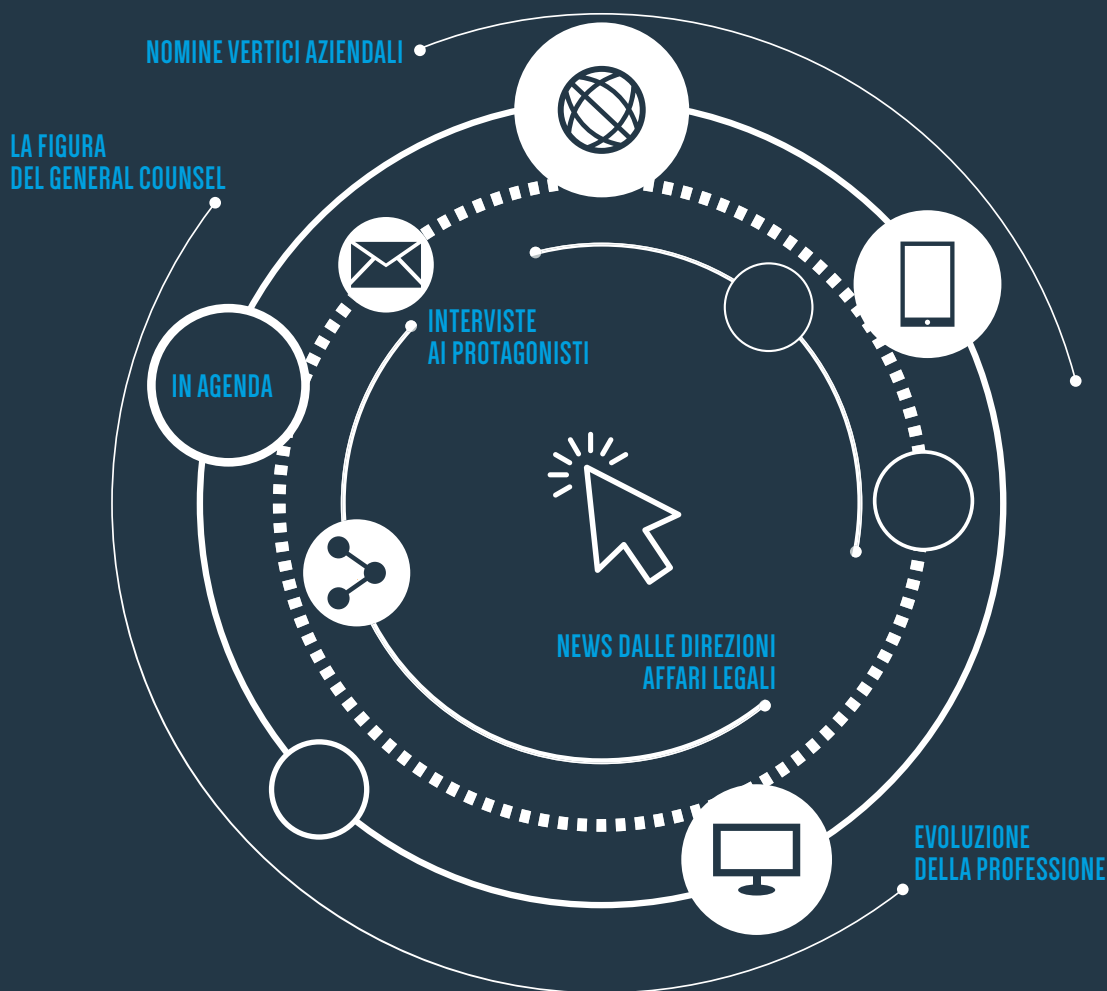 NOMINE VERTICI AZIENDALI
LA FIGURA
DEL GENERAL COUNSEL
INTERVISTE
AI PROTAGONISTI
IN AGENDA
NEWS DALLE DIREZIONI
AFFARI LEGALI
EVOLUZIONE
DELLA PROFESSIONE